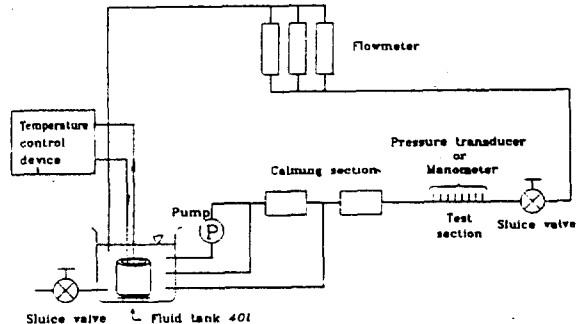 Flowmeter
Temperature
control
device
Pressure transducer
or
Manometer
Calming section
Pump
P
Test
section
Sluice valve
Sluice valve
Fluid tank 40l